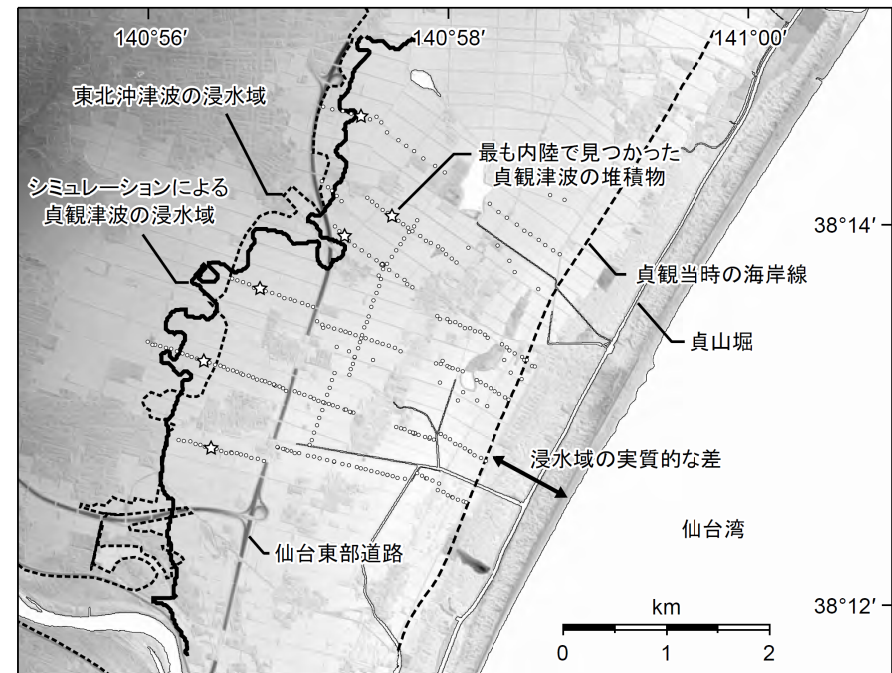 140°56′
140°58′
141°00′
東北沖津波の浸水域
最も内陸で見つかった
貞観津波の堆積物
シミュレーションによる
貞観津波の浸水域
38°14′
貞観当時の海岸線
貞山堀
浸水域の実質的な差
仙台湾
仙台東部道路
38°12′
km
0
1
2